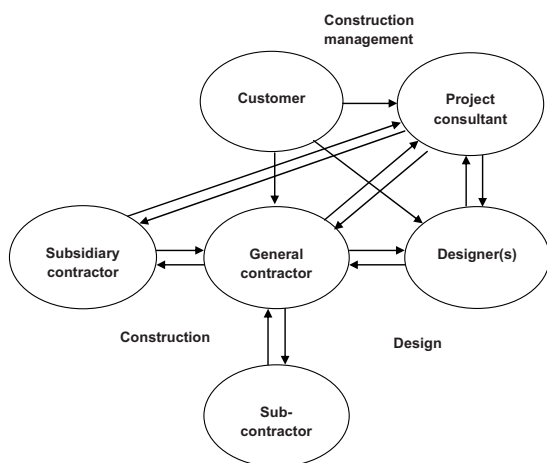 Construction
management
Customer
Project
consultant
Subsidiary
contractor
General
contractor
Designer(s)
Construction
Design
Sub-
contractor